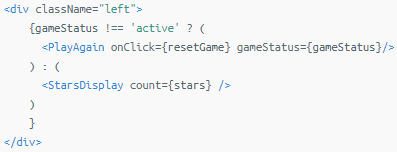 <div className="left">
{gameStatus !== 'active' ? (
<PlayAgain onClick={resetGame} gameStatus={gameStatus}/>
) : (
<StarsDisplay count={stars} />
)
}
</div>